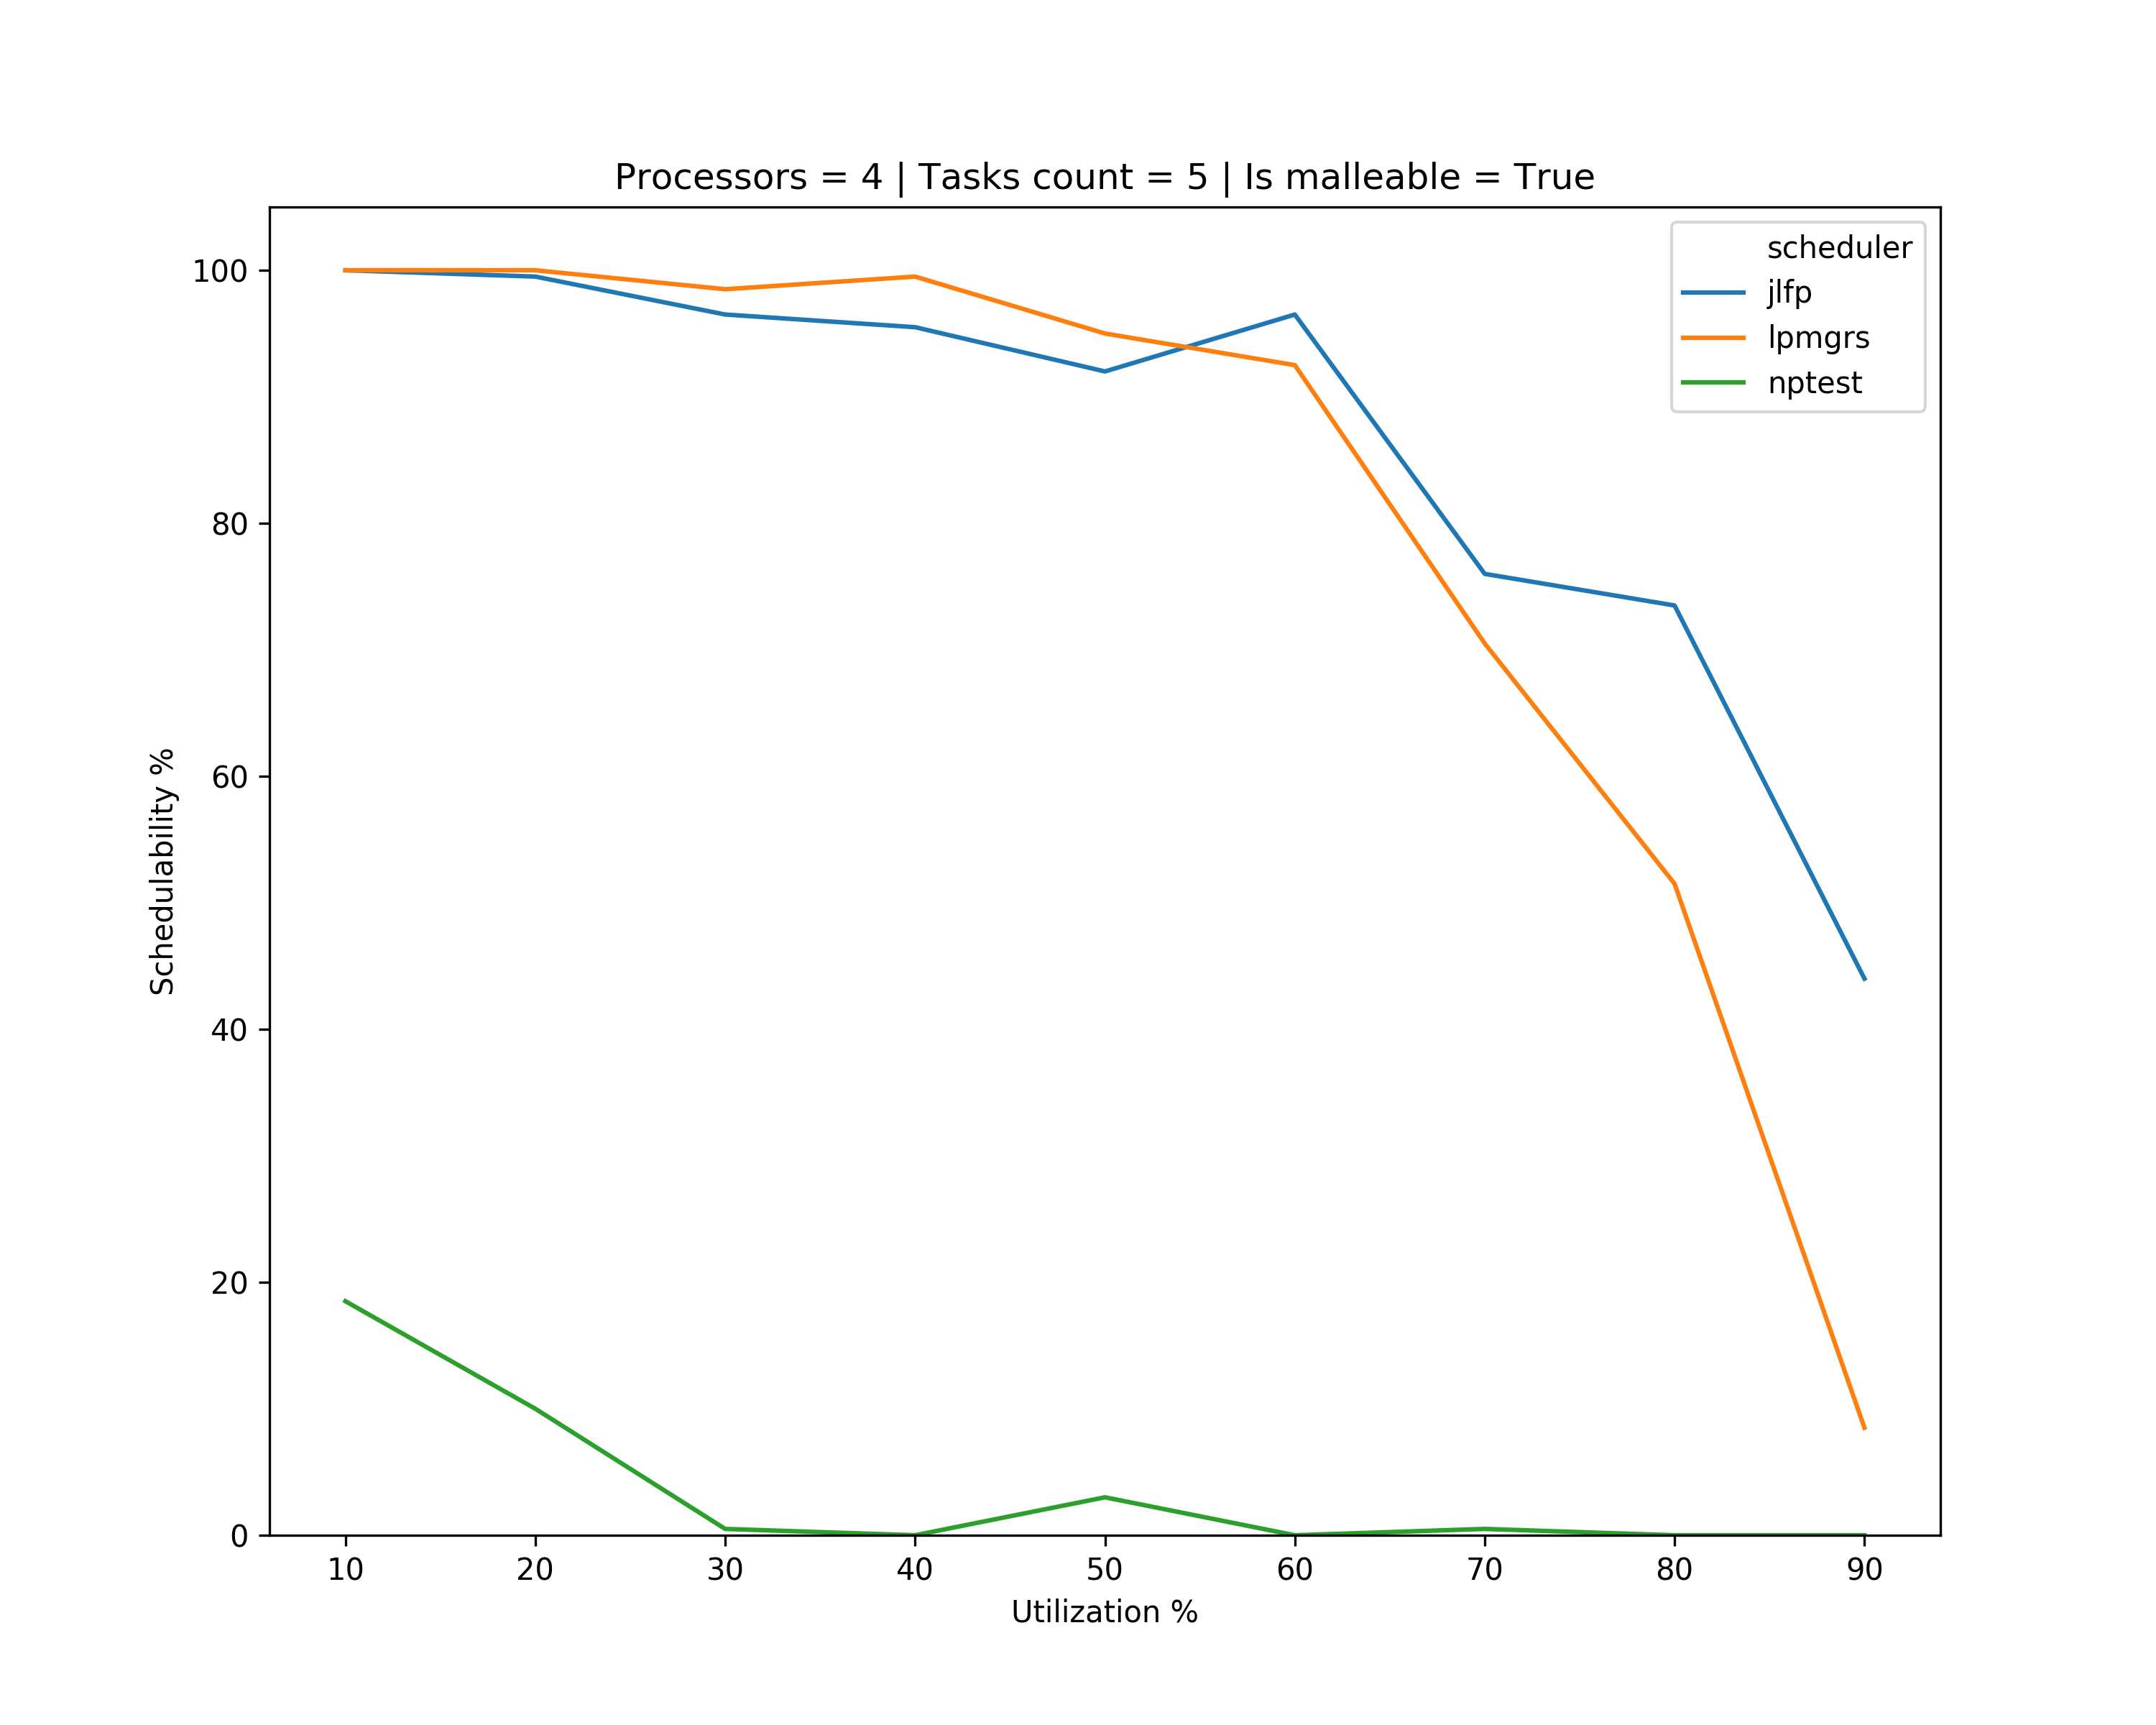 Processors = 4 | Tasks count = 5 | Is malleable = True
scheduler
jlfp
lpmgrs
nptest
Schedulability %
100
80
60
40
20
0
10 20 30 40 50 60 70 80 90
Utilization %